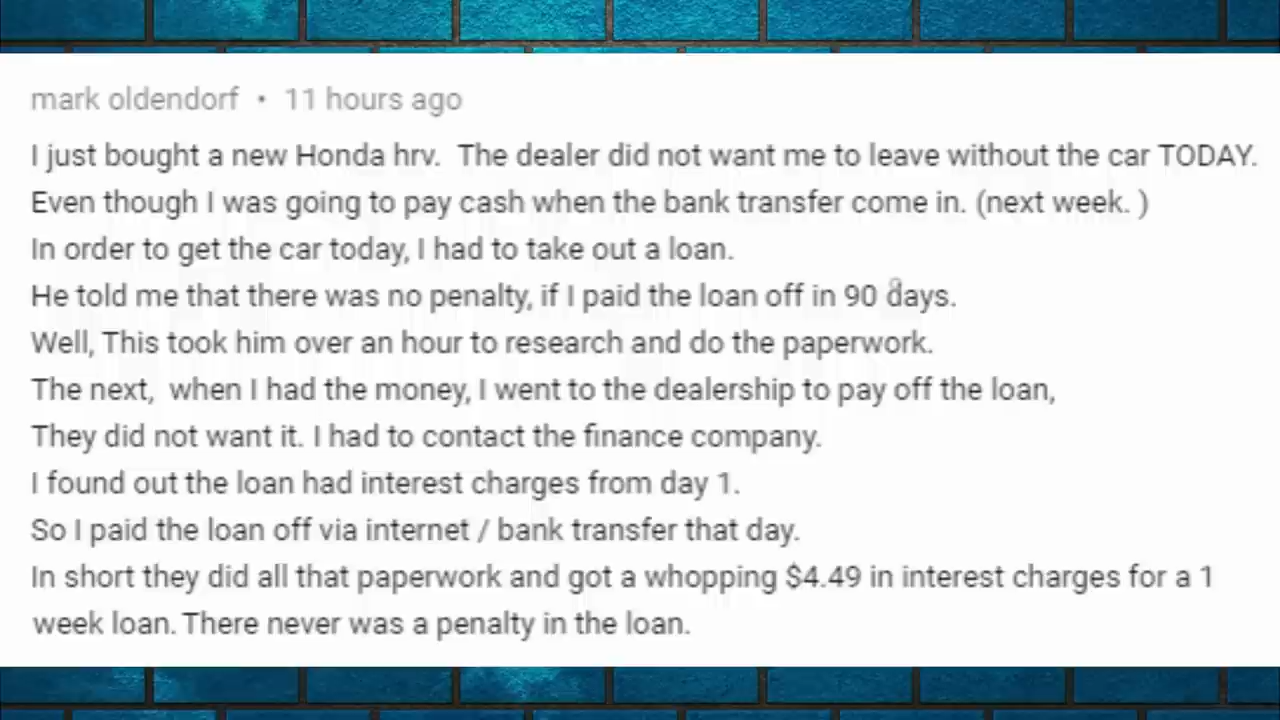 mark oldendorf • 11 hours ago
I just bought a new Honda hrv.  The dealer did not want me to leave without the car TODAY.
Even though I was going to pay cash when the bank transfer come in. (next week. )
In order to get the car today, I had to take out a loan.
He told me that there was no penalty, if I paid the loan off in 90 days.
Well, This took him over an hour to research and do the paperwork.
The next,  when I had the money, I went to the dealership to pay off the loan,
They did not want it. I had to contact the finance company.
I found out the loan had interest charges from day 1.
So I paid the loan off via internet / bank transfer that day.
In short they did all that paperwork and got a whopping $4.49 in interest charges for a 1
week loan. There never was a penalty in the loan.